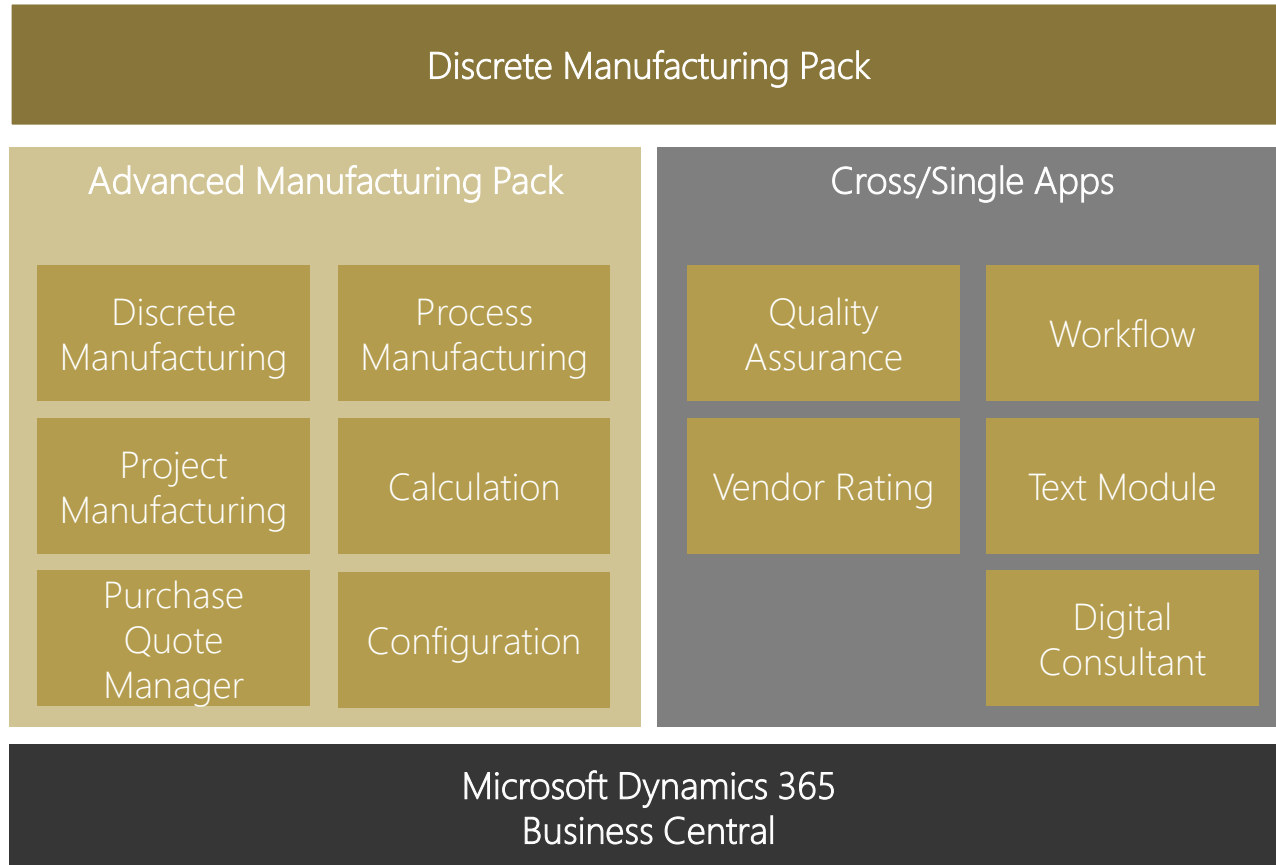 Discrete Manufacturing Pack
Advanced Manufacturing Pack
Discrete
Manufacturing
Process
Manufacturing
Project
Manufacturing
Calculation
Purchase
Quote
Manager
Configuration
Cross/Single Apps
Quality
Assurance
Workflow
Vendor Rating
Text Module
Digital
Consultant
Microsoft Dynamics 365
Business Central